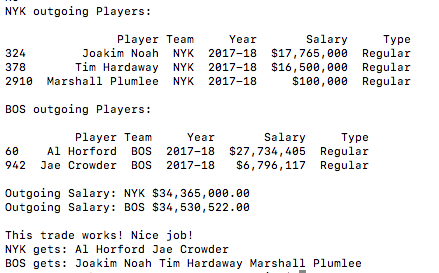 NYK outgoing Players:
Player Team Year Salary Type
324 Joakim Noah NYK 2017-18 $17,765,000 Regular
378 Tim Hardaway NYK 2017-18 $16,500,000 Regular
2910 Marshall Plumlee NYK 2017-18 $100,000 Regular
BOS outgoing Players:
Player Team Year Salary Type
60 Al Horford BOS 2017-18 $27,734,405 Regular
942 Jae Crowder BOS 2017-18 $6,796,117 Regular
Outgoing Salary: NYK $34,365,000.00
Outgoing Salary: BOS $34,530,522.00
This trade works! Nice job!
NYK gets: Al Horford Jae Crowder
BOS gets: Joakim Noah Tim Hardaway Marshall Plumlee